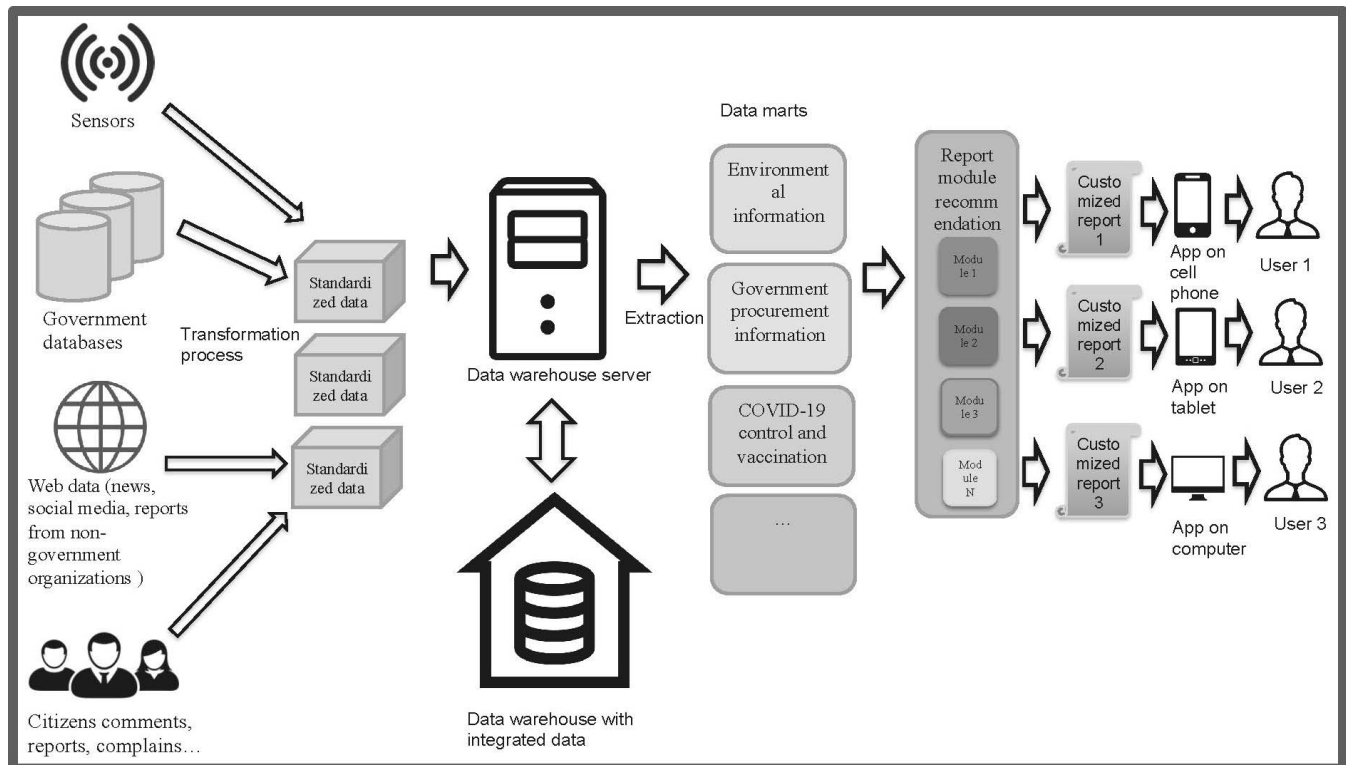 Sensors
Government
databases
Web data (news,
social media, reports
from non-
government
organizations )
Citizens comments,
reports, complains…
Transformation
process
Standardi
zed data
Standardi
zed data
Standardi
zed data
Data warehouse server
Data warehouse with
integrated data
Extraction
Data marts
Environment
al
information
Government
procurement
information
COVID-19
control and
vaccination
…
Report
module
recomm
endation
Modu
le 1
Modu
le 2
Modu
le 3
Mod
ule
N
Custo
mized
report
1
App on
cell
phone
User 1
Custo
mized
report
2
App on
tablet
User 2
Custo
mized
report
3
App on
computer
User 3